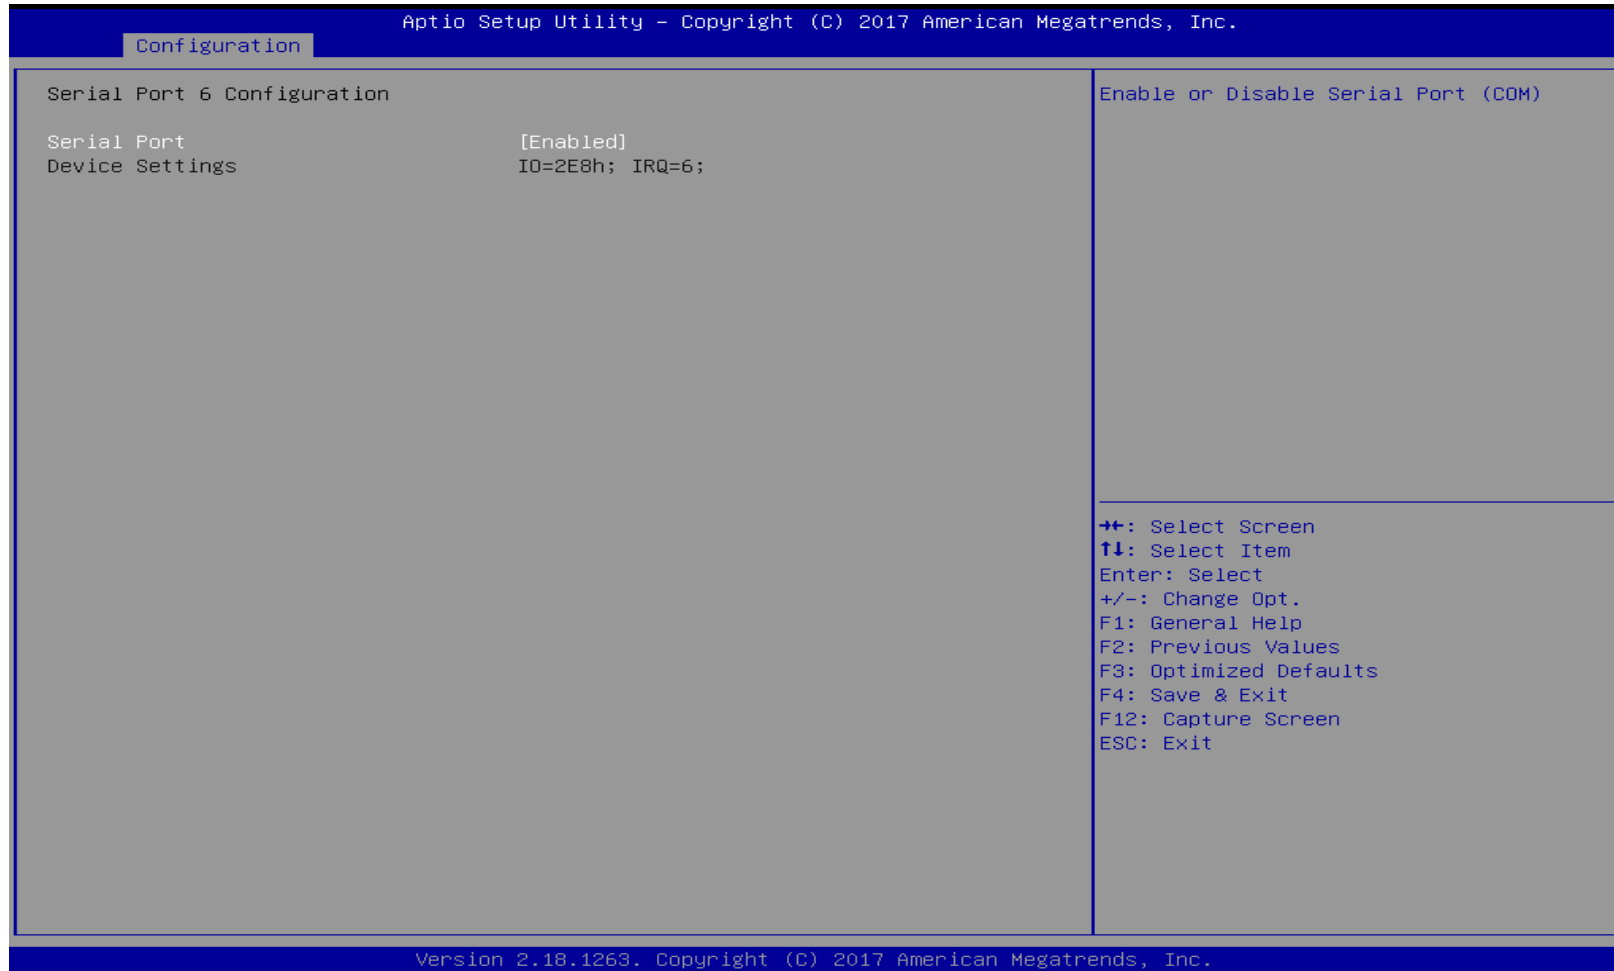 Aptio Setup Utility – Copyright (C) 2017 American Megatrends, Inc.
Configuration
Serial Port 6 Configuration
Serial Port [Enabled]
Device Settings IO=2E8h; IRQ=6;
Enable or Disable Serial Port (COM)
→←: Select Screen
↑↓: Select Item
Enter: Select
+/-: Change Opt.
F1: General Help
F2: Previous Values
F3: Optimized Defaults
F4: Save & Exit
F12: Capture Screen
ESC: Exit
Version 2.18.1263. Copyright (C) 2017 American Megatrends, Inc.